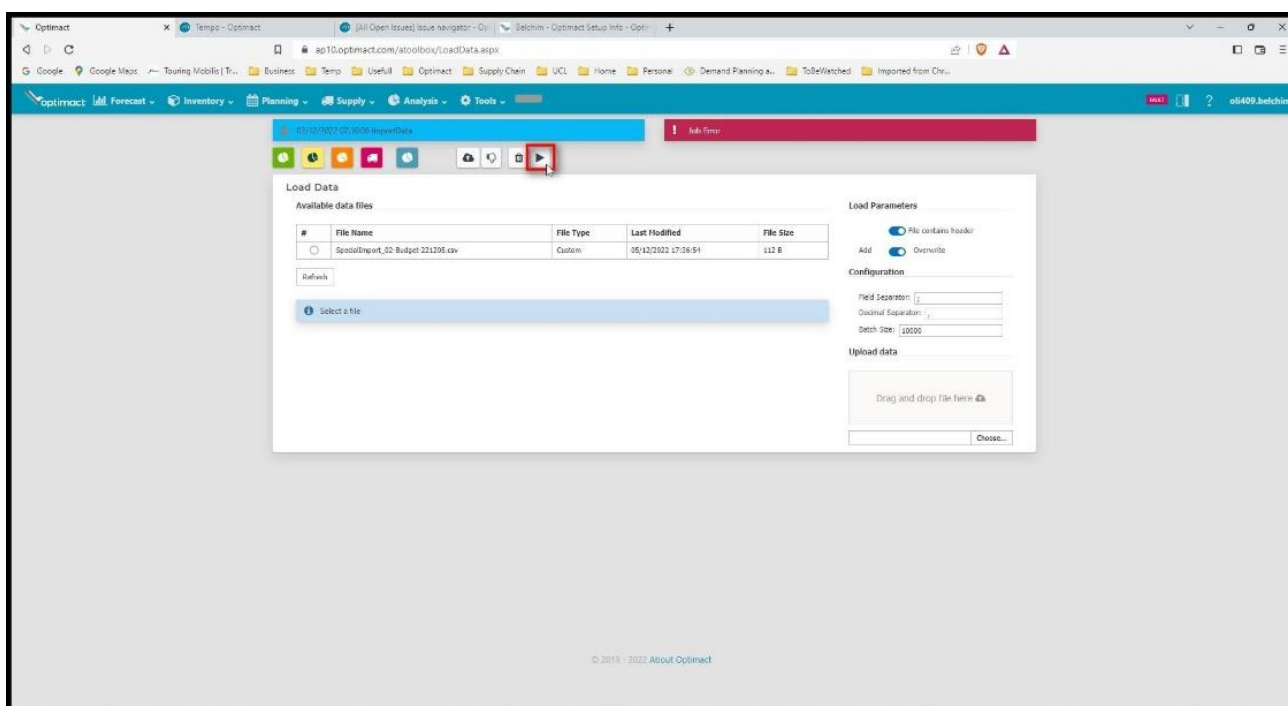 Optimact
Tempo - Optimact
[All Open Issues] Issue navigator - Op
Belchim - Optimact Setup Info - Opti
ap10.optimact.com/atoolbox/LoadData.aspx
Google
Google Maps
Touring Mobilis | Tr...
Business
Temp
Usefull
Optimact
Supply Chain
UCL
Home
Personal
Demand Planning a...
ToBeWatched
Imported from Chr...
optimact
Forecast
Inventory
Planning
Supply
Analysis
Tools
?
oli409.belchim
ImportData
! Job Error
Load Data
Available data files
# File Name File Type Last Modified File Size
SpecialImport_02-Budget-221205.csv Custom 05/12/2022 17:36:54 112 B
Refresh
Select a file
Load Parameters
File contains header
Add Overwrite
Configuration
Field Separator: ;
Decimal Separator: ,
Batch Size: 10000
Upload data
Drag and drop file here
Choose...
© 2013 - 2022 About Optimact